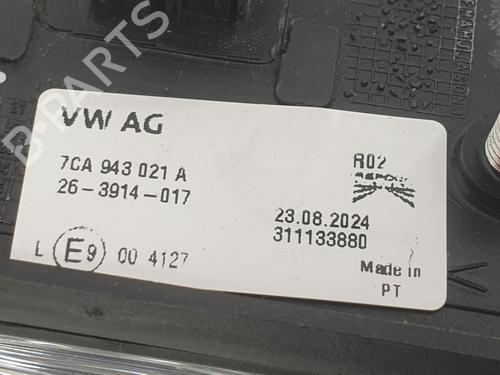 VW AG
7CA 943 021 A
R02
26-3914-017
23.08.2024
311133880
L E9 00 4127
Made in
PT
B-PARTS